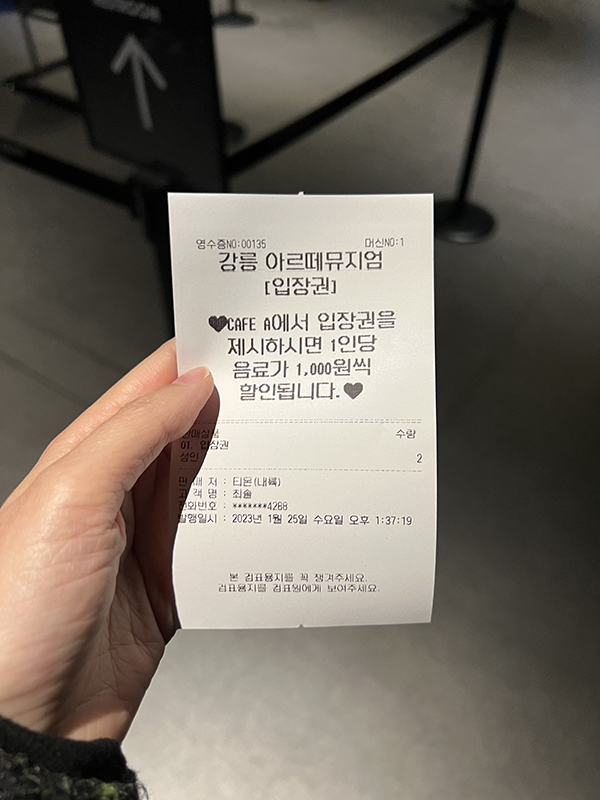 영수증NO:00135 머신NO:1
강릉 아르떼뮤지엄
[입장권]
♥CAFE A에서 입장권을
제시하시면 1인당
음료가 1,000원씩
할인됩니다.♥
판매상품 수량
01. 입장권
성인 2
판 매 처 : 티몬(내륙)
고 객 명 : 최솔
전화번호 : *******4288
발행일시 : 2023년 1월 25일 수요일 오후 1:37:19
본 검표용지를 꼭 챙겨주세요.
검표용지를 검표원에게 보여주세요.